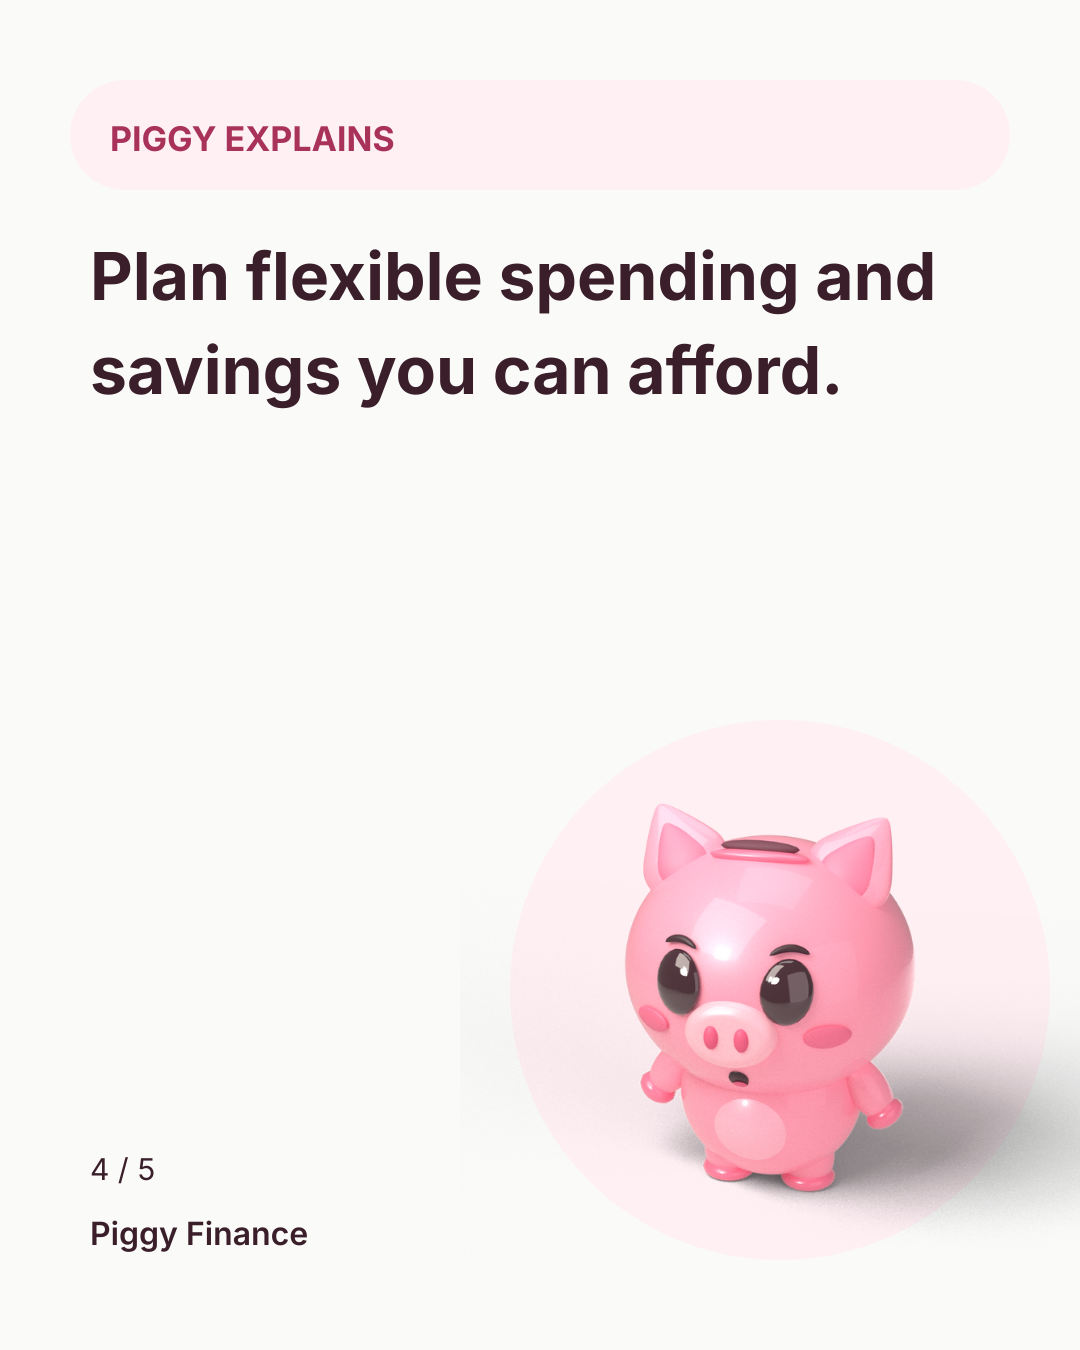 PIGGY EXPLAINS
Plan flexible spending and
savings you can afford.
4 / 5
Piggy Finance